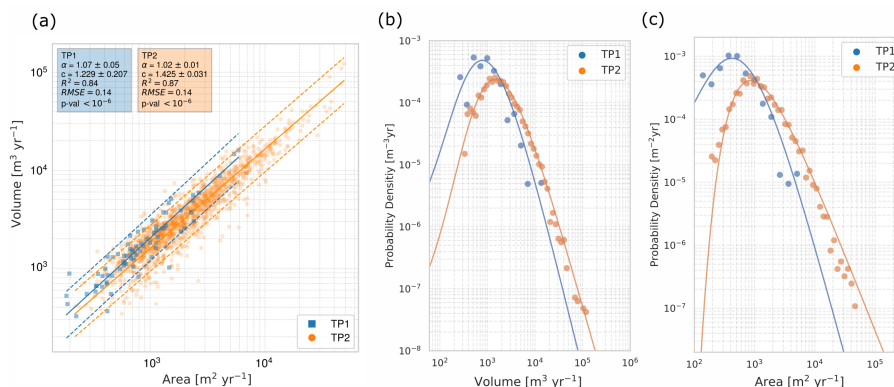 (a)
TP1
α = 1.07 ± 0.05
c = 1.229 ± 0.207
R² = 0.84
RMSE = 0.14
p-val < 10⁻⁶
TP2
α = 1.02 ± 0.01
c = 1.425 ± 0.031
R² = 0.87
RMSE = 0.14
p-val < 10⁻⁶
10⁵
10⁴
10³
Volume [m³ yr⁻¹]
10³
10⁴
Area [m² yr⁻¹]
TP1
TP2
(b)
TP1
TP2
10⁻³
10⁻⁴
10⁻⁵
10⁻⁶
10⁻⁷
10⁻⁸
Probability Densitiy [m⁻³yr]
10²
10³
10⁴
10⁵
10⁶
Volume [m³ yr⁻¹]
(c)
TP1
TP2
10⁻³
10⁻⁴
10⁻⁵
10⁻⁶
10⁻⁷
Probability Densitiy [m⁻²yr]
10²
10³
10⁴
10⁵
Area [m² yr⁻¹]